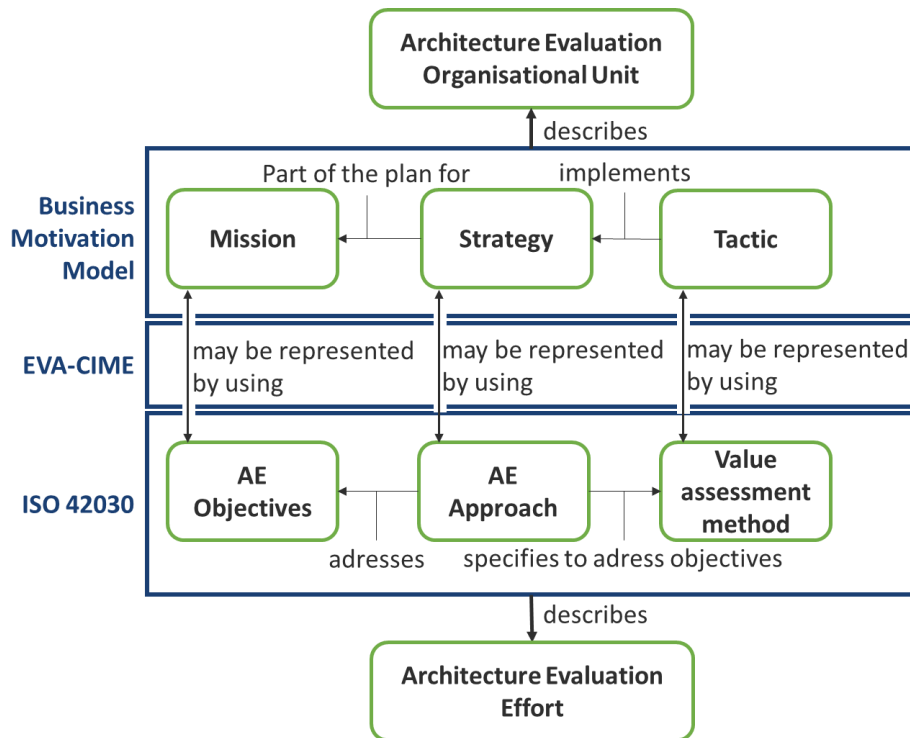 Architecture Evaluation
Organisational Unit
describes
Part of the plan for
implements
Business
Motivation
Model
Mission
Strategy
Tactic
EVA-CIME
may be represented
by using
may be represented
by using
may be represented
by using
ISO 42030
AE
Objectives
AE
Approach
Value
assessment
method
adresses
specifies to adress objectives
describes
Architecture Evaluation
Effort